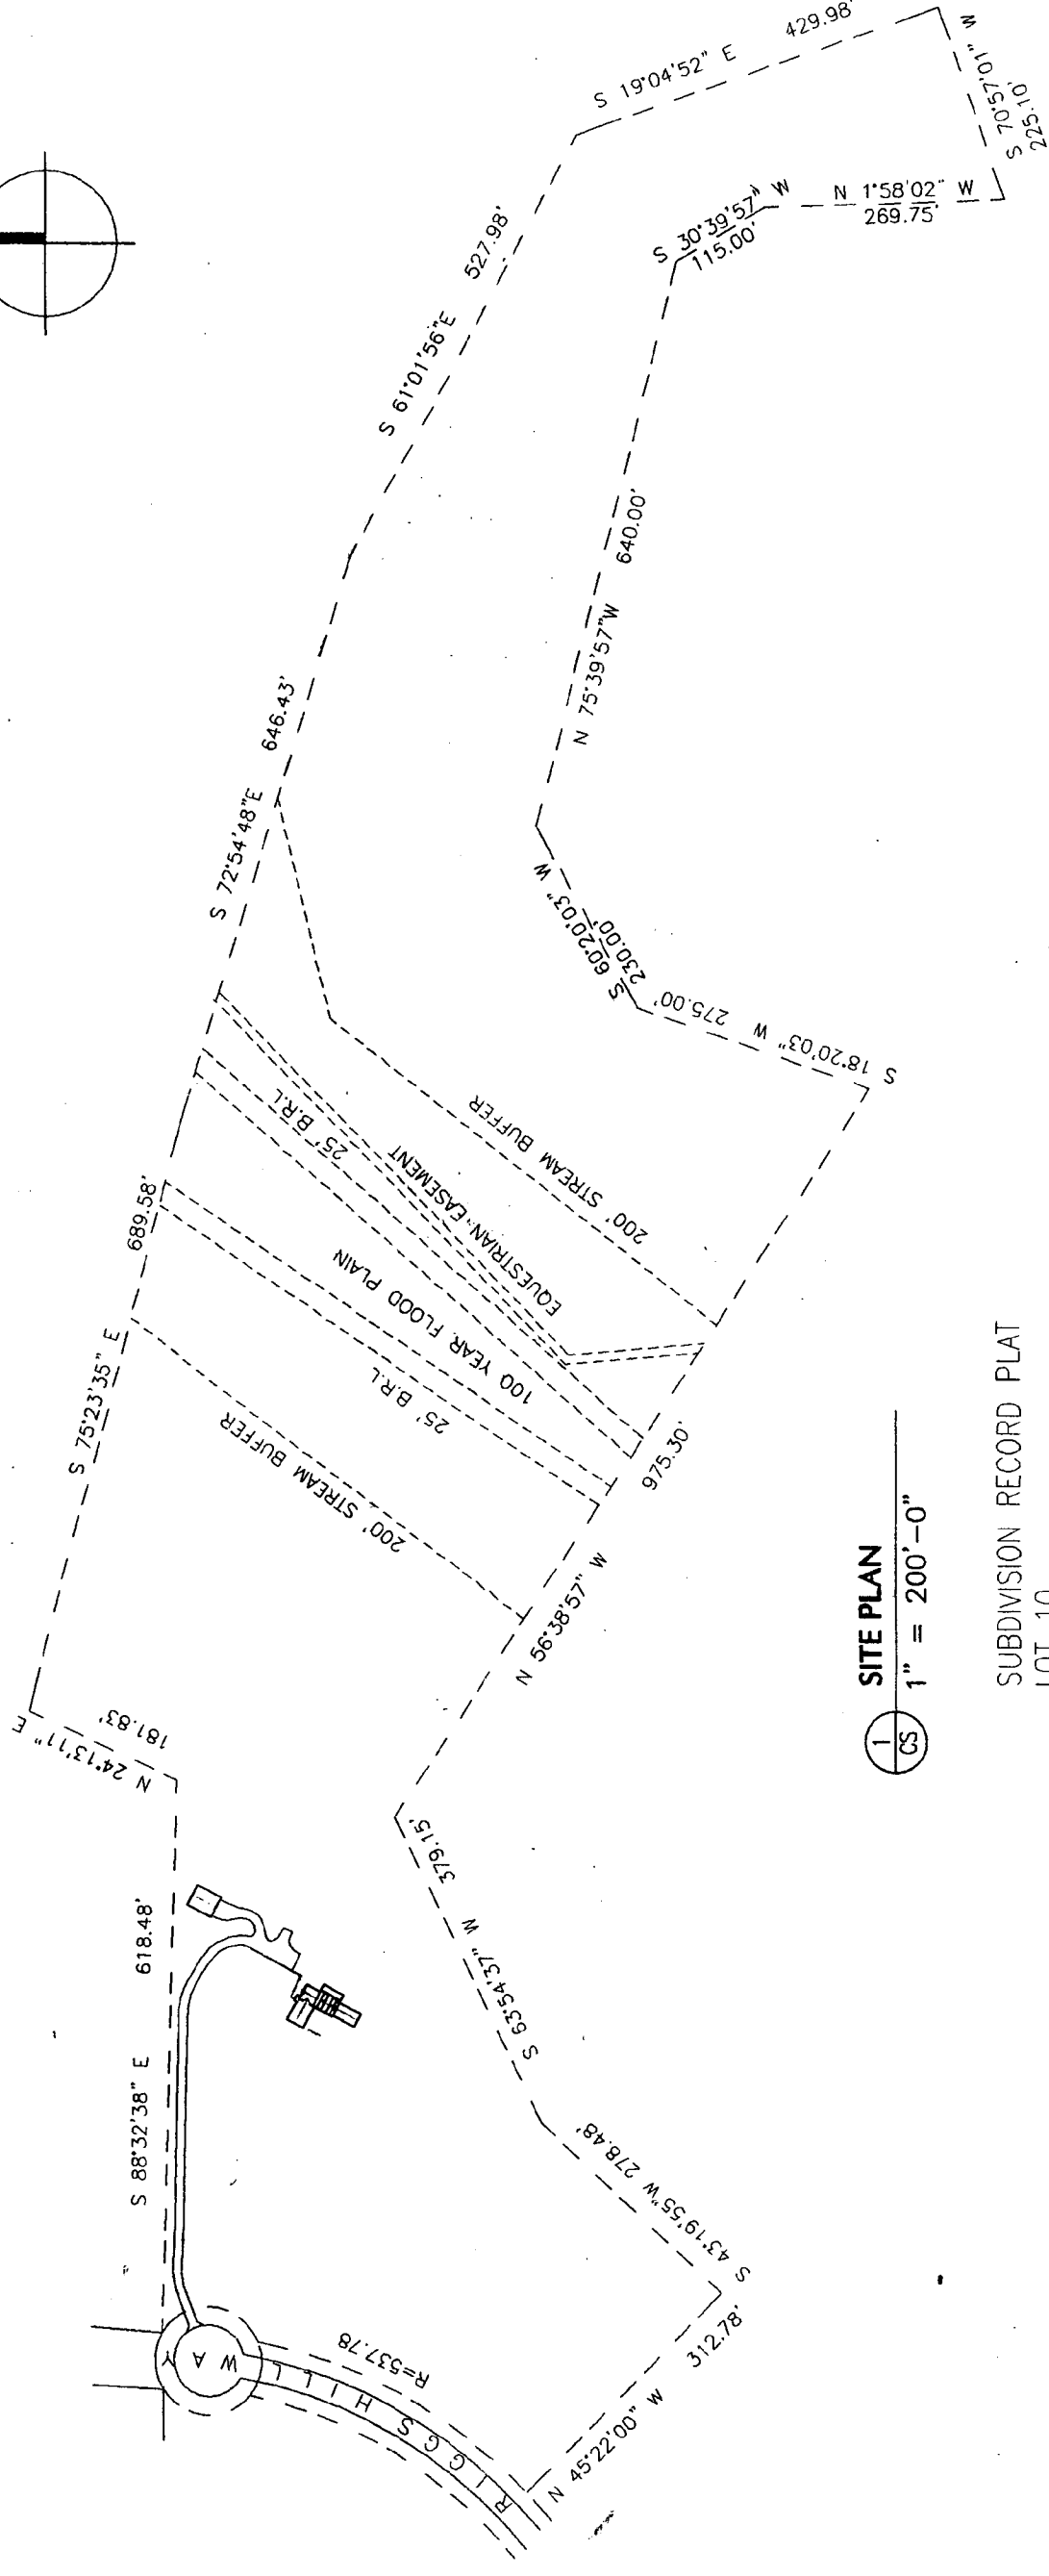 S 19°04'52" E 429.98'
S 70°57'01" W
225.10'
N 1°58'02" W
269.75'
S 30°39'57" W
115.00'
S 61°01'56"E 527.98'
N 75°39'57"W 640.00'
S 72°54'48"E 646.43'
S 60°20'03" W
230.00'
S 18°20'03" W 275.00'
200' STREAM BUFFER
EQUESTRIAN EASEMENT
25' B.R.L
100 YEAR FLOOD PLAIN
25' B.R.L
200' STREAM BUFFER
S 75°23'35" E 689.58'
N 56°38'57" W 975.30'
N 24°13'11" E
181.83'
S 88°32'38" E 618.48'
S 63°54'37" W 379.15'
S 43°19'55"W 278.48'
N 45°22'00" W 312.78'
R=537.78
RIGGS HILL WAY
1
CS
SITE PLAN
1" = 200'-0"
SUBDIVISION RECORD PLAT
LOT 10